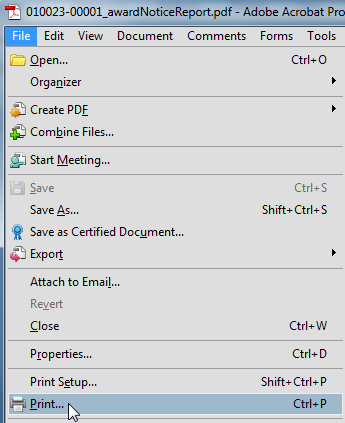 010023-00001_awardNoticeReport.pdf - Adobe Acrobat Pro
File Edit View Document Comments Forms Tools
Open... Ctrl+O
Organizer
Create PDF
Combine Files...
Start Meeting...
Save Ctrl+S
Save As... Shift+Ctrl+S
Save as Certified Document...
Export
Attach to Email...
Revert
Close Ctrl+W
Properties... Ctrl+D
Print Setup... Shift+Ctrl+P
Print... Ctrl+P